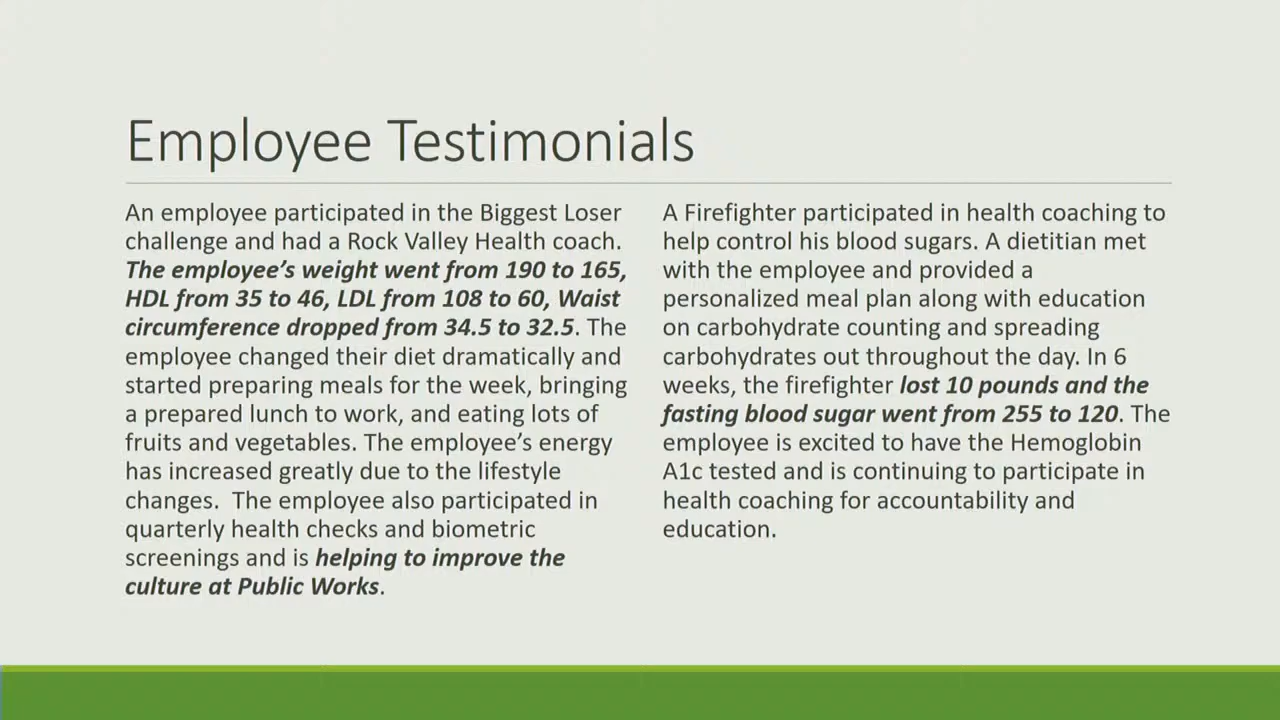 Employee Testimonials
An employee participated in the Biggest Loser
challenge and had a Rock Valley Health coach.
The employee’s weight went from 190 to 165,
HDL from 35 to 46, LDL from 108 to 60, Waist
circumference dropped from 34.5 to 32.5. The
employee changed their diet dramatically and
started preparing meals for the week, bringing
a prepared lunch to work, and eating lots of
fruits and vegetables. The employee’s energy
has increased greatly due to the lifestyle
changes.  The employee also participated in
quarterly health checks and biometric
screenings and is helping to improve the
culture at Public Works.
A Firefighter participated in health coaching to
help control his blood sugars. A dietitian met
with the employee and provided a
personalized meal plan along with education
on carbohydrate counting and spreading
carbohydrates out throughout the day. In 6
weeks, the firefighter lost 10 pounds and the
fasting blood sugar went from 255 to 120. The
employee is excited to have the Hemoglobin
A1c tested and is continuing to participate in
health coaching for accountability and
education.